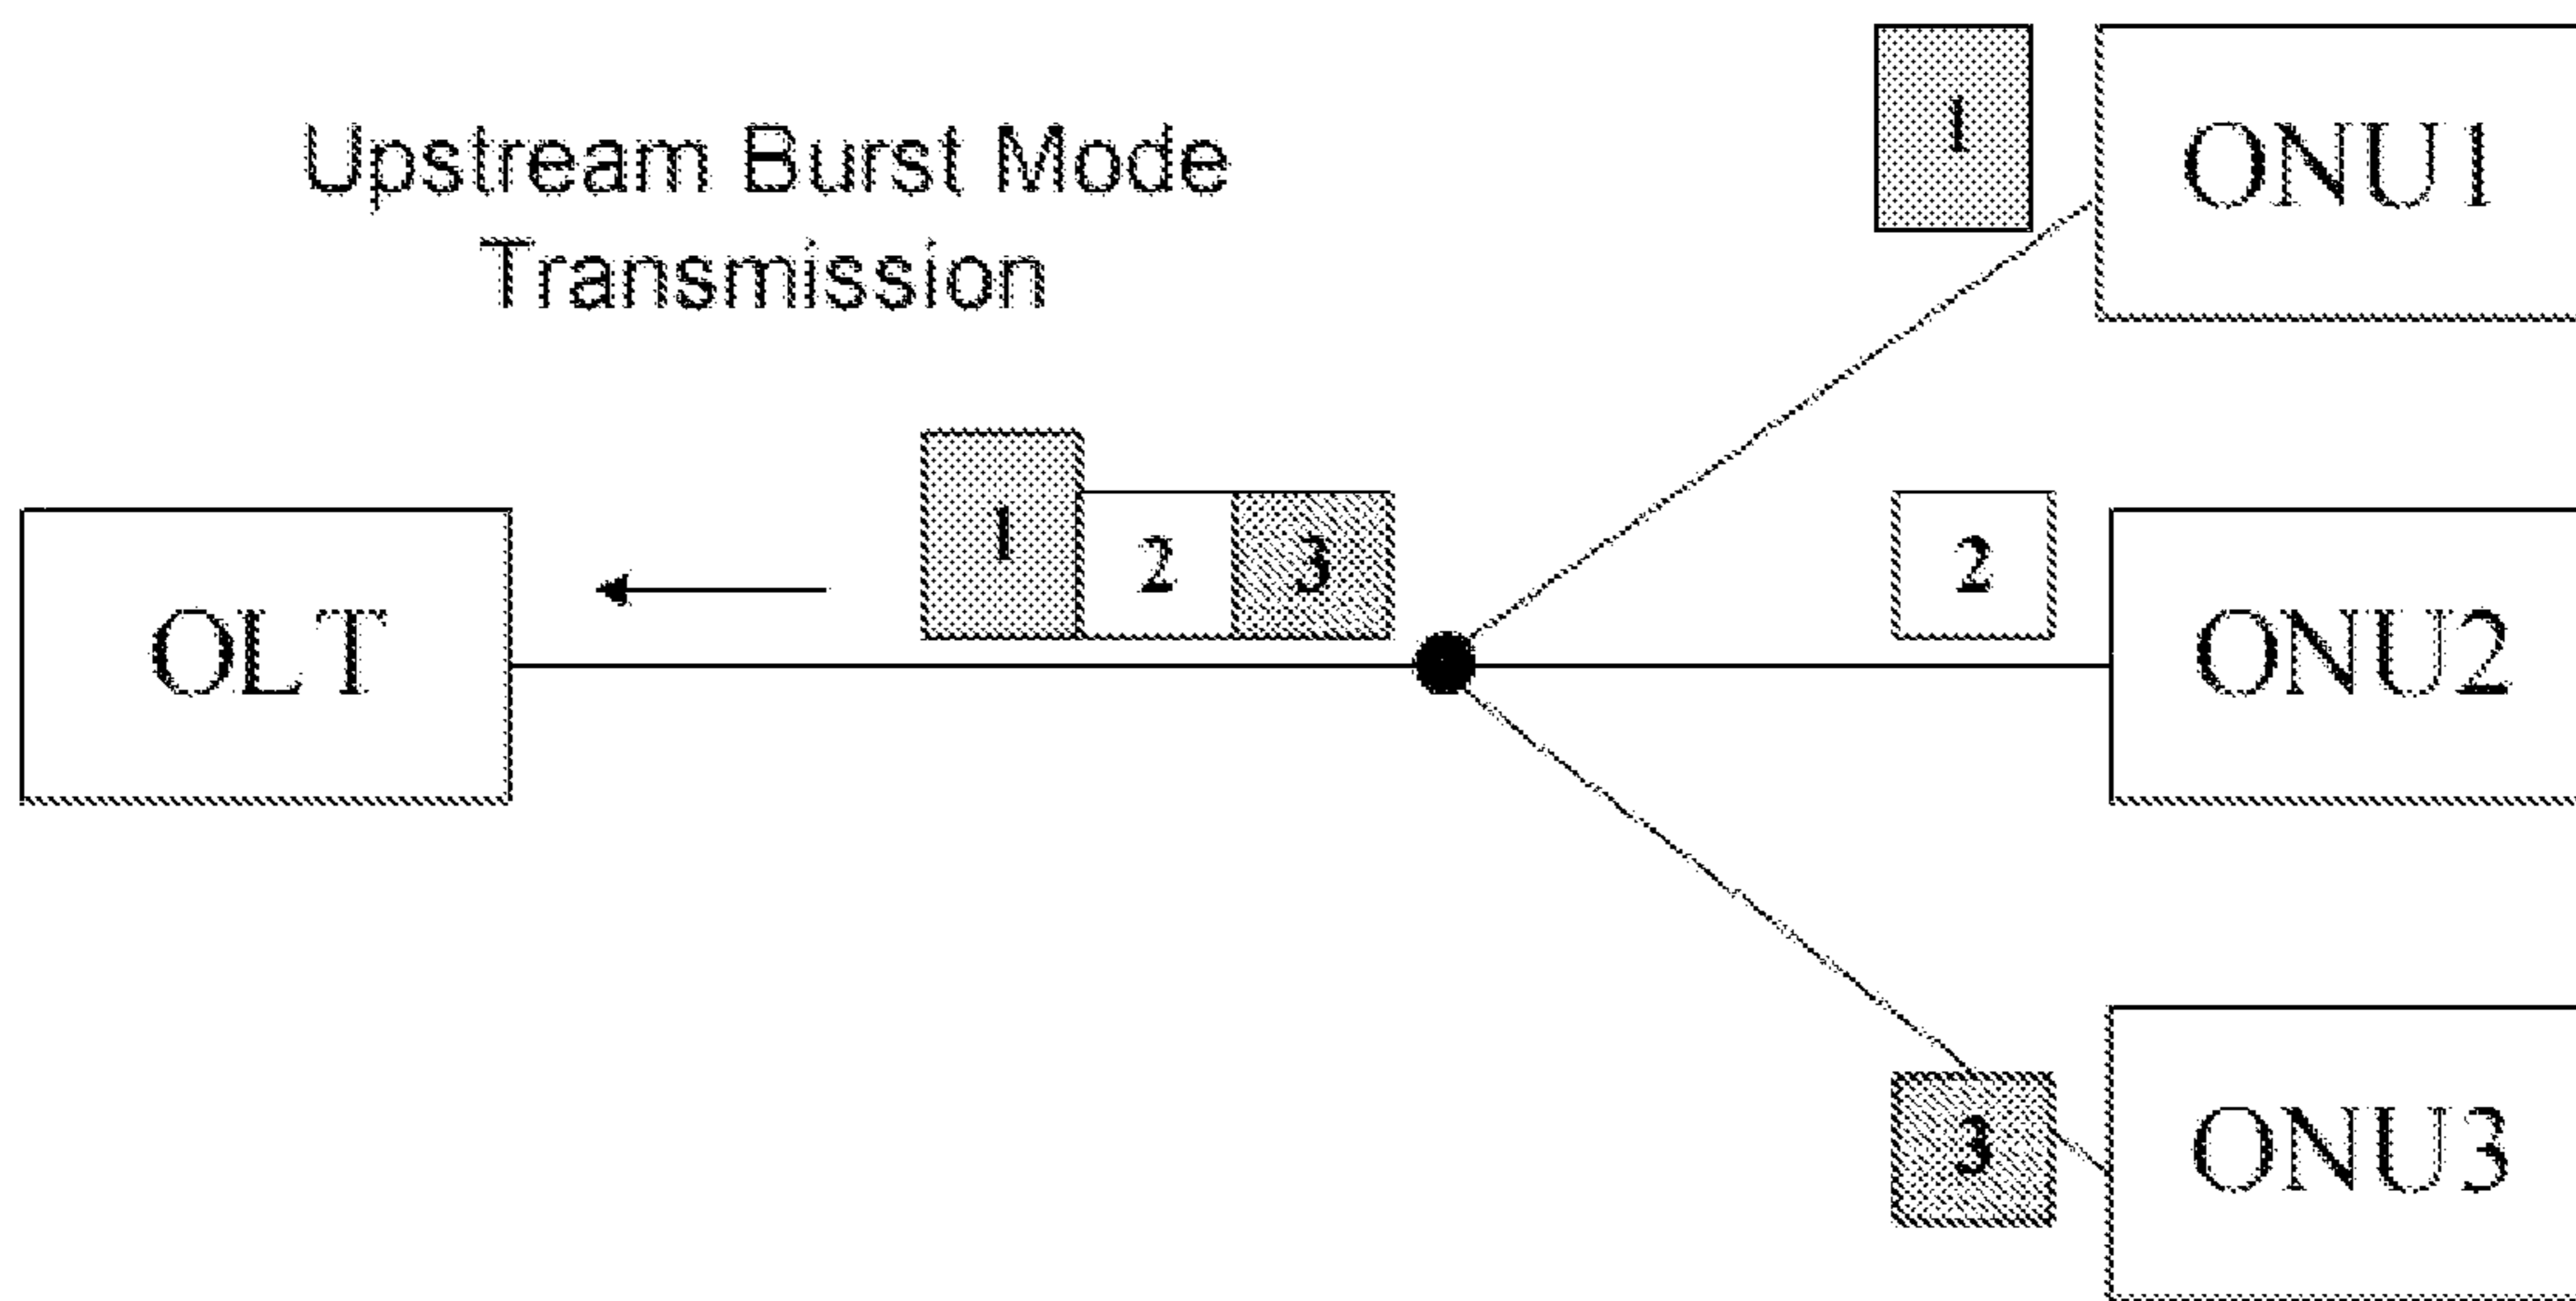 Upstream Burst Mode
Transmission
1
ONU1
OLT
1 2 3
2
ONU2
3
ONU3